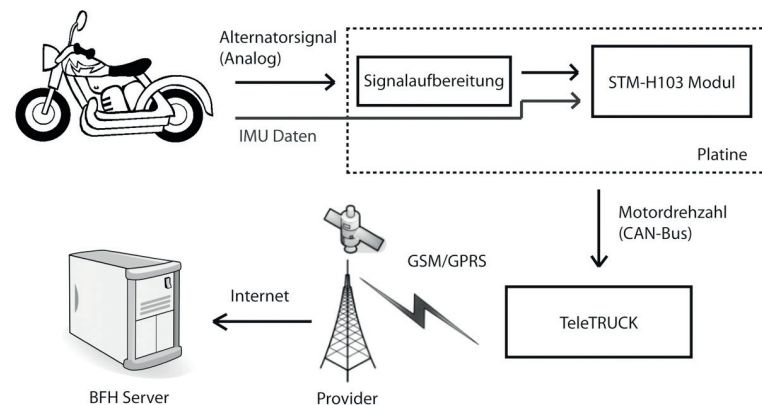 Alternatorsignal
(Analog)
Signalaufbereitung
STM-H103 Modul
IMU Daten
Platine
Motordrehzahl
(CAN-Bus)
GSM/GPRS
Internet
TeleTRUCK
BFH Server
Provider